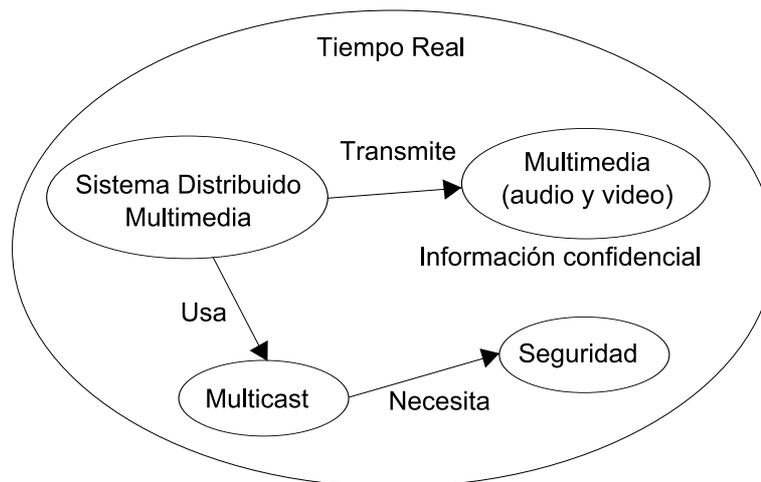 Tiempo Real
Transmite
Multimedia
(audio y video)
Sistema Distribuido
Multimedia
Información confidencial
Usa
Seguridad
Multicast
Necesita